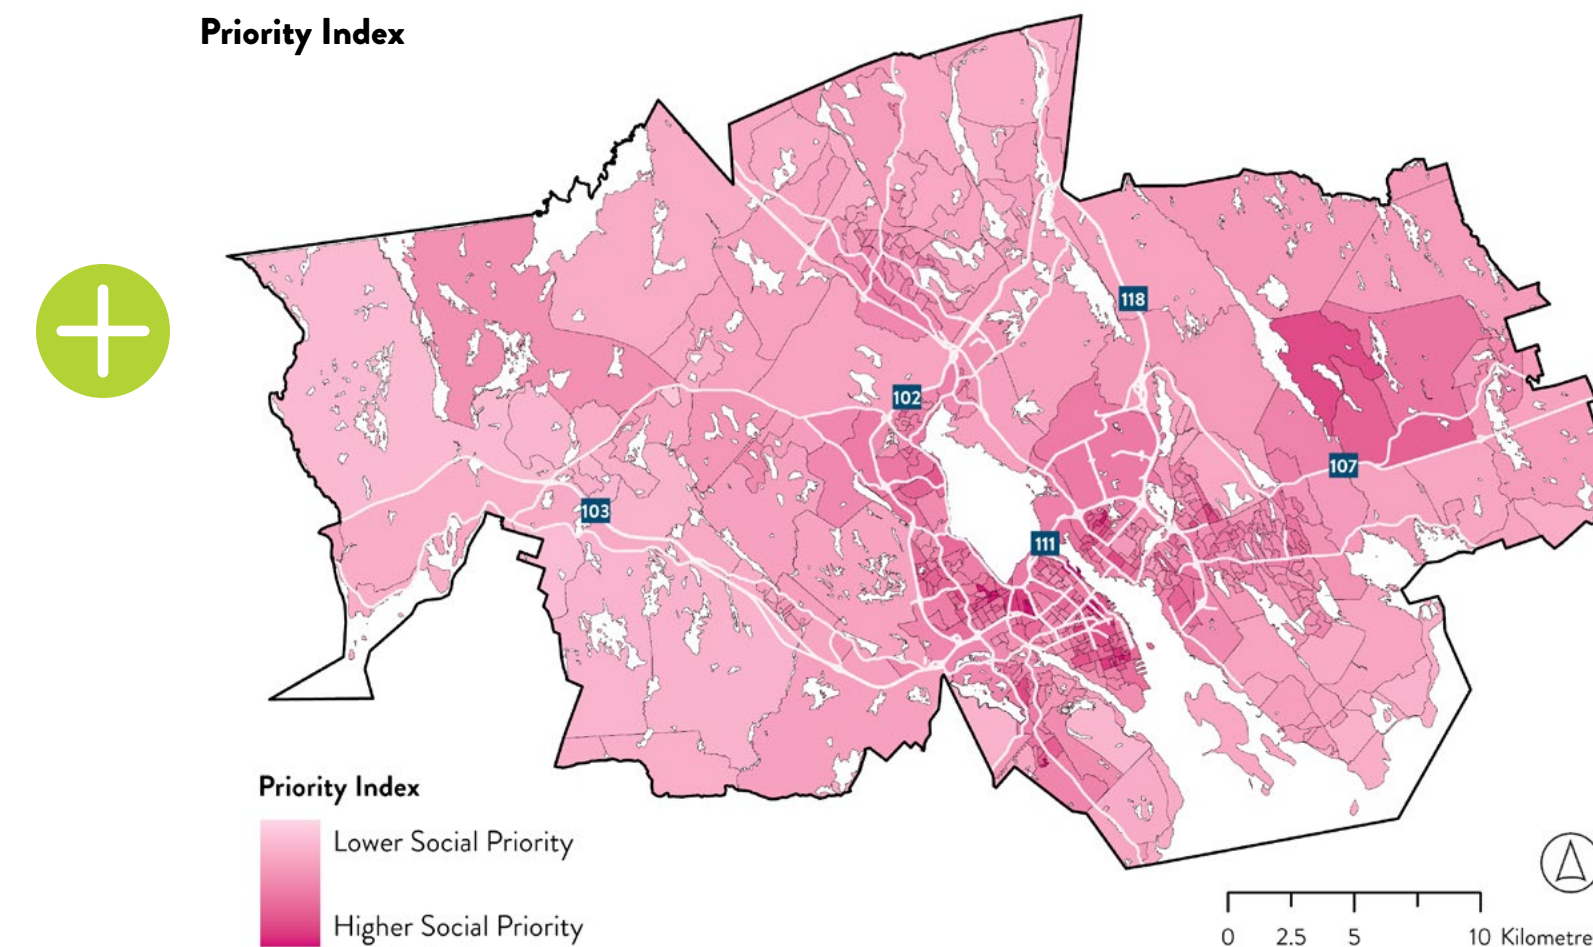 Priority Index
118
102
107
103
111
Priority Index
Lower Social Priority
Higher Social Priority
0 2.5 5 10 Kilometre